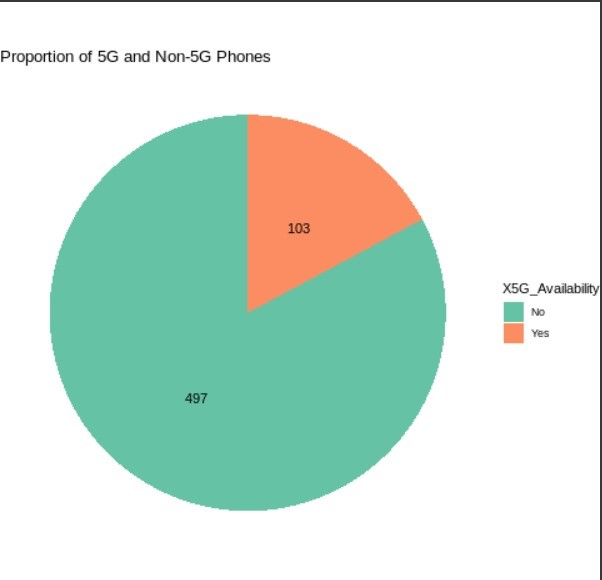 Proportion of 5G and Non-5G Phones
103
497
X5G_Availability
No
Yes